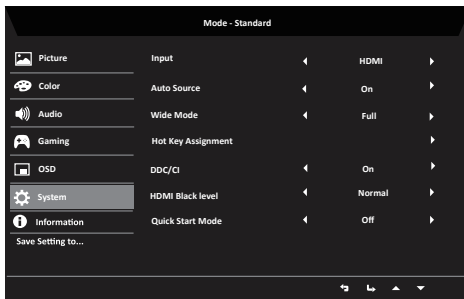 Mode - Standard
Picture Input HDMI
Color Auto Source On
Audio Wide Mode Full
Gaming Hot Key Assignment
OSD DDC/CI On
System HDMI Black level Normal
Information Quick Start Mode Off
Save Setting to...